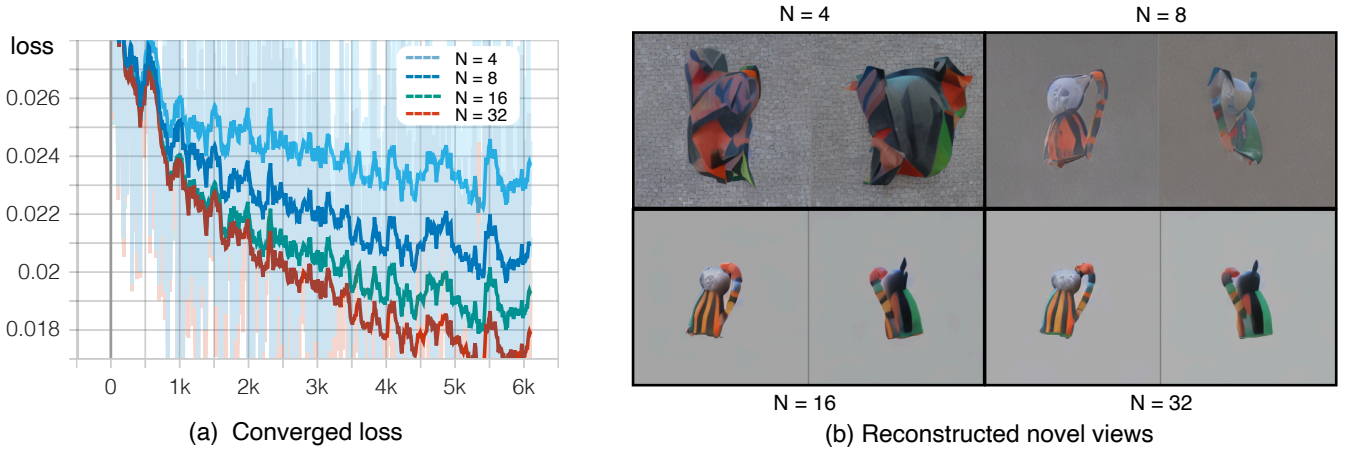 loss
0.026
0.024
0.022
0.02
0.018
0 1k 2k 3k 4k 5k 6k
N = 4
N = 8
N = 16
N = 32
(a) Converged loss
N = 4 N = 8
N = 16 N = 32
(b) Reconstructed novel views